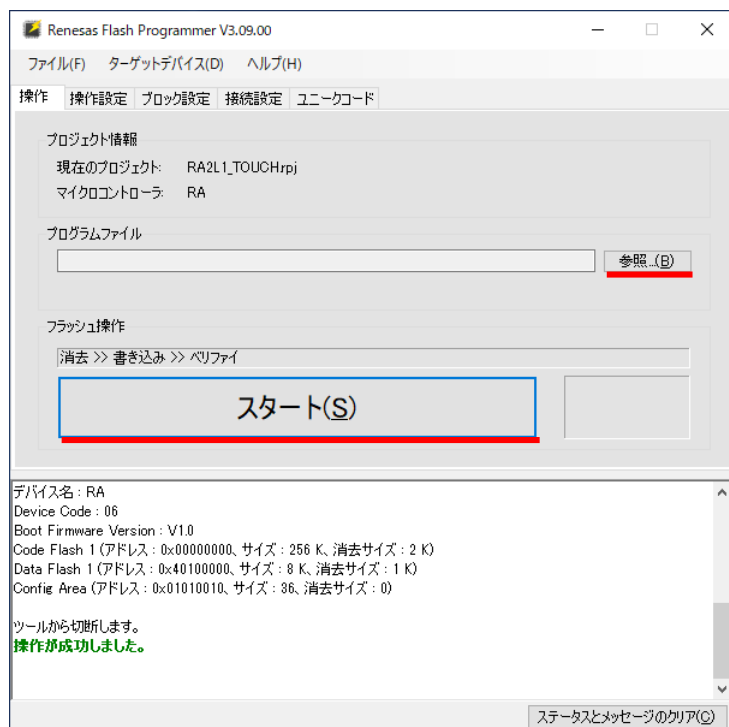 Renesas Flash Programmer V3.09.00
ファイル(F) ターゲットデバイス(D) ヘルプ(H)
操作 操作設定 ブロック設定 接続設定 ユニークコード
プロジェクト情報
現在のプロジェクト: RA2L1_TOUCH.rpj
マイクロコントローラ: RA
プログラムファイル
参照...(B)
フラッシュ操作
消去 >> 書き込み >> ベリファイ
スタート(S)
デバイス名 : RA
Device Code : 06
Boot Firmware Version : V1.0
Code Flash 1 (アドレス : 0x00000000、サイズ : 256 K、消去サイズ : 2 K)
Data Flash 1 (アドレス : 0x40100000、サイズ : 8 K、消去サイズ : 1 K)
Config Area (アドレス : 0x01010010、サイズ : 36、消去サイズ : 0)
ツールから切断します。
操作が成功しました。
ステータスとメッセージのクリア(C)